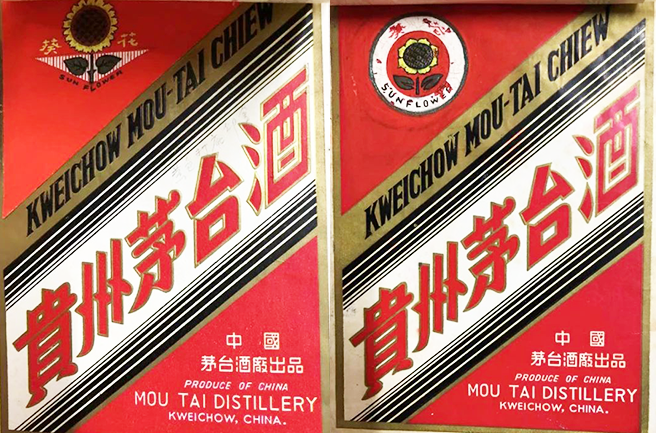 葵 花
SUN FLOWER
KWEICHOW MOU-TAI CHIEW
貴州茅台酒
中 國
茅台酒廠出品
PRODUCE OF CHINA
MOU TAI DISTILLERY
KWEICHOW, CHINA.
葵 花
SUNFLOWER
KWEICHOW MOU-TAI CHIEW
貴州茅台酒
中 國
茅台酒廠出品
PRODUCE OF CHINA
MOU TAI DISTILLERY
KWEICHOW, CHINA.